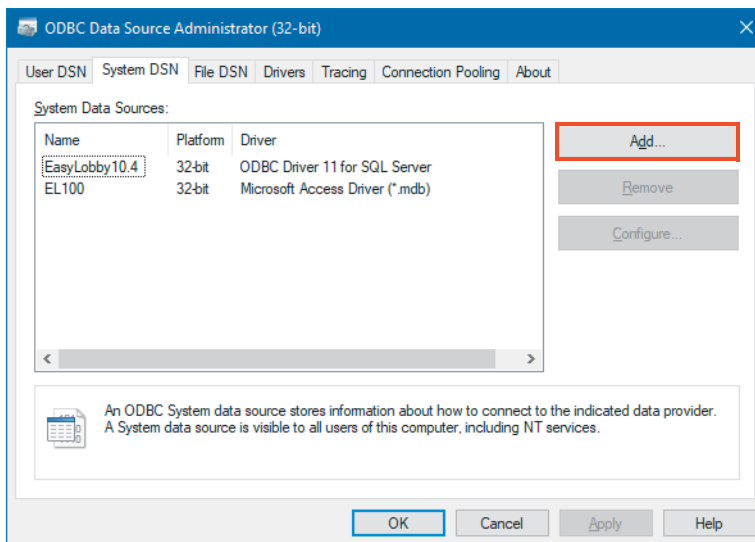 ODBC Data Source Administrator (32-bit)
User DSN System DSN File DSN Drivers Tracing Connection Pooling About
System Data Sources:
Name Platform Driver
EasyLobby10.4 32-bit ODBC Driver 11 for SQL Server
EL100 32-bit Microsoft Access Driver (*.mdb)
Add...
Remove
Configure...
An ODBC System data source stores information about how to connect to the indicated data provider.
A System data source is visible to all users of this computer, including NT services.
OK Cancel Apply Help